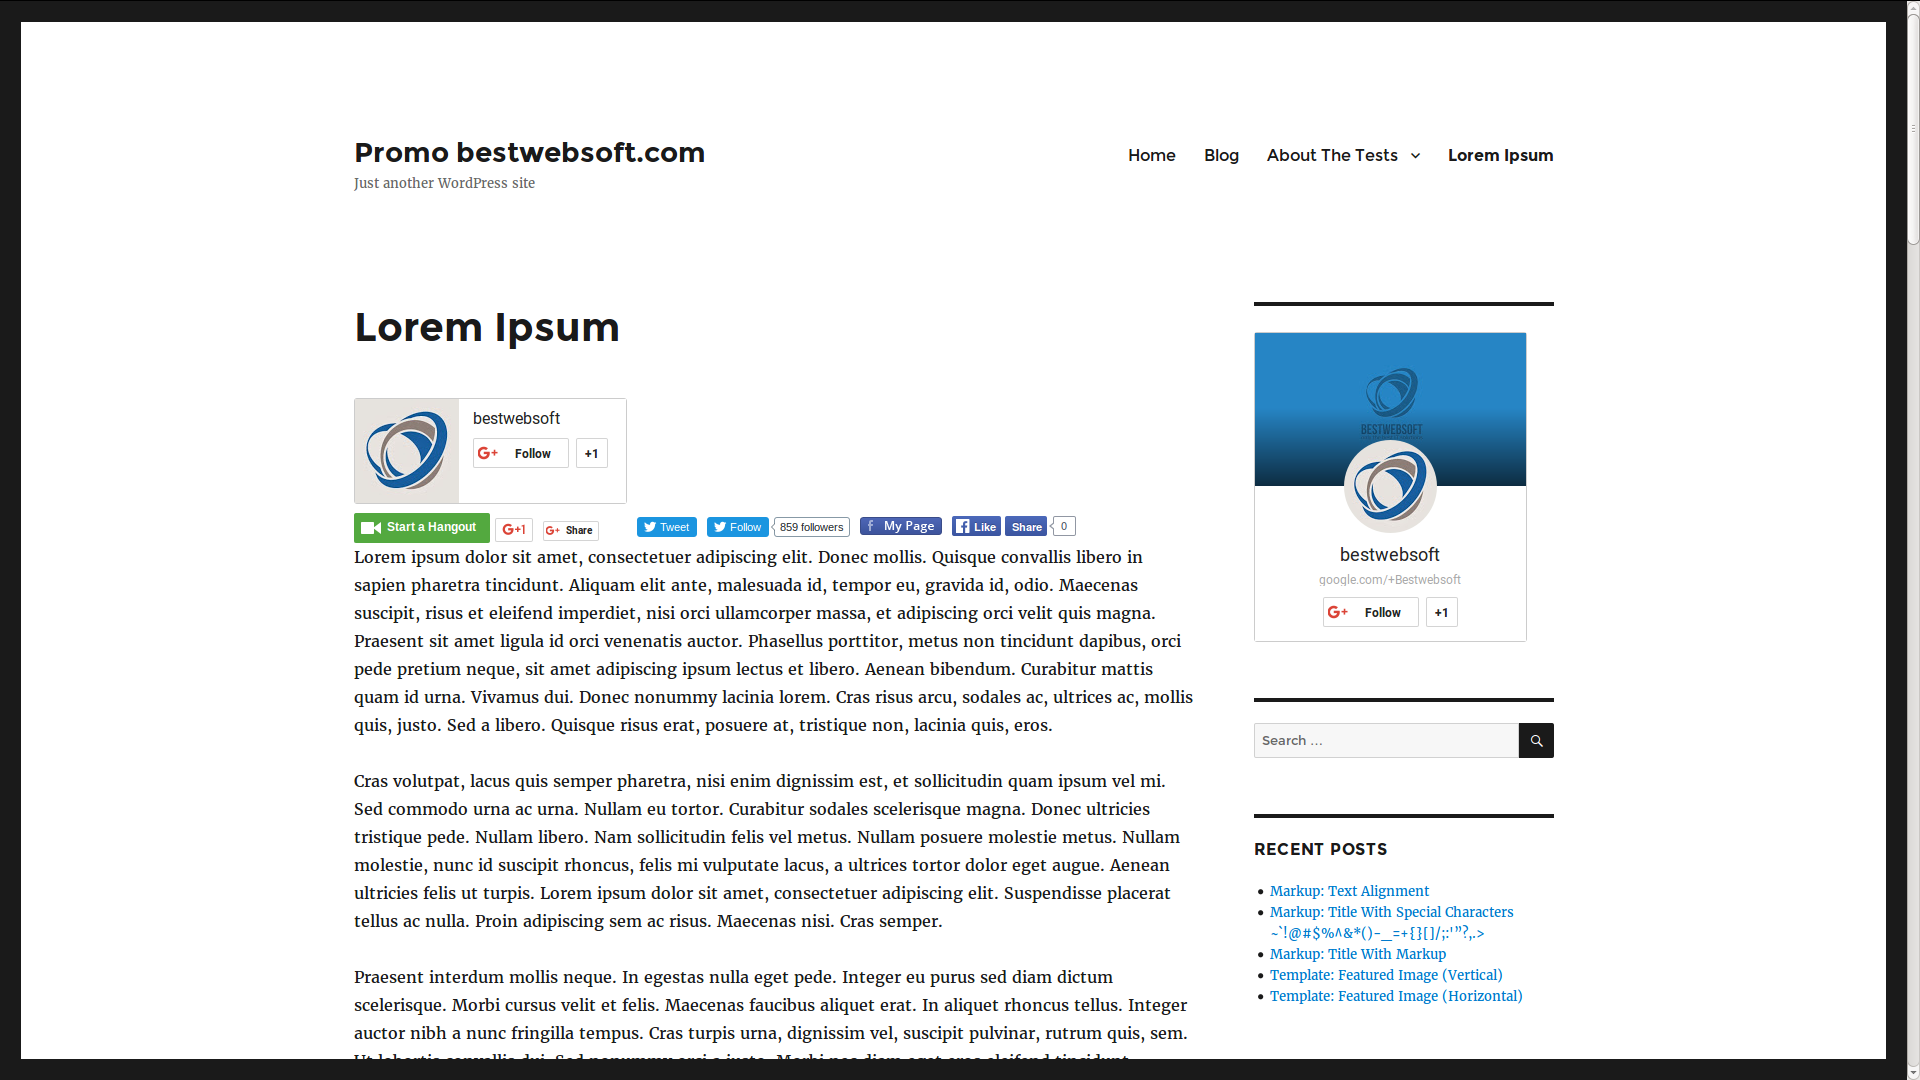 Promo bestwebsoft.com
Just another WordPress site
Home Blog About The Tests Lorem Ipsum
Lorem Ipsum
bestwebsoft
G+ Follow +1
Start a Hangout G+1 G+ Share Tweet Follow 859 followers f My Page Like Share 0
Lorem ipsum dolor sit amet, consectetuer adipiscing elit. Donec mollis. Quisque convallis libero in
sapien pharetra tincidunt. Aliquam elit ante, malesuada id, tempor eu, gravida id, odio. Maecenas
suscipit, risus et eleifend imperdiet, nisi orci ullamcorper massa, et adipiscing orci velit quis magna.
Praesent sit amet ligula id orci venenatis auctor. Phasellus porttitor, metus non tincidunt dapibus, orci
pede pretium neque, sit amet adipiscing ipsum lectus et libero. Aenean bibendum. Curabitur mattis
quam id urna. Vivamus dui. Donec nonummy lacinia lorem. Cras risus arcu, sodales ac, ultrices ac, mollis
quis, justo. Sed a libero. Quisque risus erat, posuere at, tristique non, lacinia quis, eros.
Cras volutpat, lacus quis semper pharetra, nisi enim dignissim est, et sollicitudin quam ipsum vel mi.
Sed commodo urna ac urna. Nullam eu tortor. Curabitur sodales scelerisque magna. Donec ultricies
tristique pede. Nullam libero. Nam sollicitudin felis vel metus. Nullam posuere molestie metus. Nullam
molestie, nunc id suscipit rhoncus, felis mi vulputate lacus, a ultrices tortor dolor eget augue. Aenean
ultricies felis ut turpis. Lorem ipsum dolor sit amet, consectetuer adipiscing elit. Suspendisse placerat
tellus ac nulla. Proin adipiscing sem ac risus. Maecenas nisi. Cras semper.
Praesent interdum mollis neque. In egestas nulla eget pede. Integer eu purus sed diam dictum
scelerisque. Morbi cursus velit et felis. Maecenas faucibus aliquet erat. In aliquet rhoncus tellus. Integer
auctor nibh a nunc fringilla tempus. Cras turpis urna, dignissim vel, suscipit pulvinar, rutrum quis, sem.
BESTWEBSOFT
bestwebsoft
google.com/+Bestwebsoft
G+ Follow +1
Search …
RECENT POSTS
Markup: Text Alignment
Markup: Title With Special Characters
~`!@#$%^&*()-_=+{}[]/;:'”?,.>
Markup: Title With Markup
Template: Featured Image (Vertical)
Template: Featured Image (Horizontal)